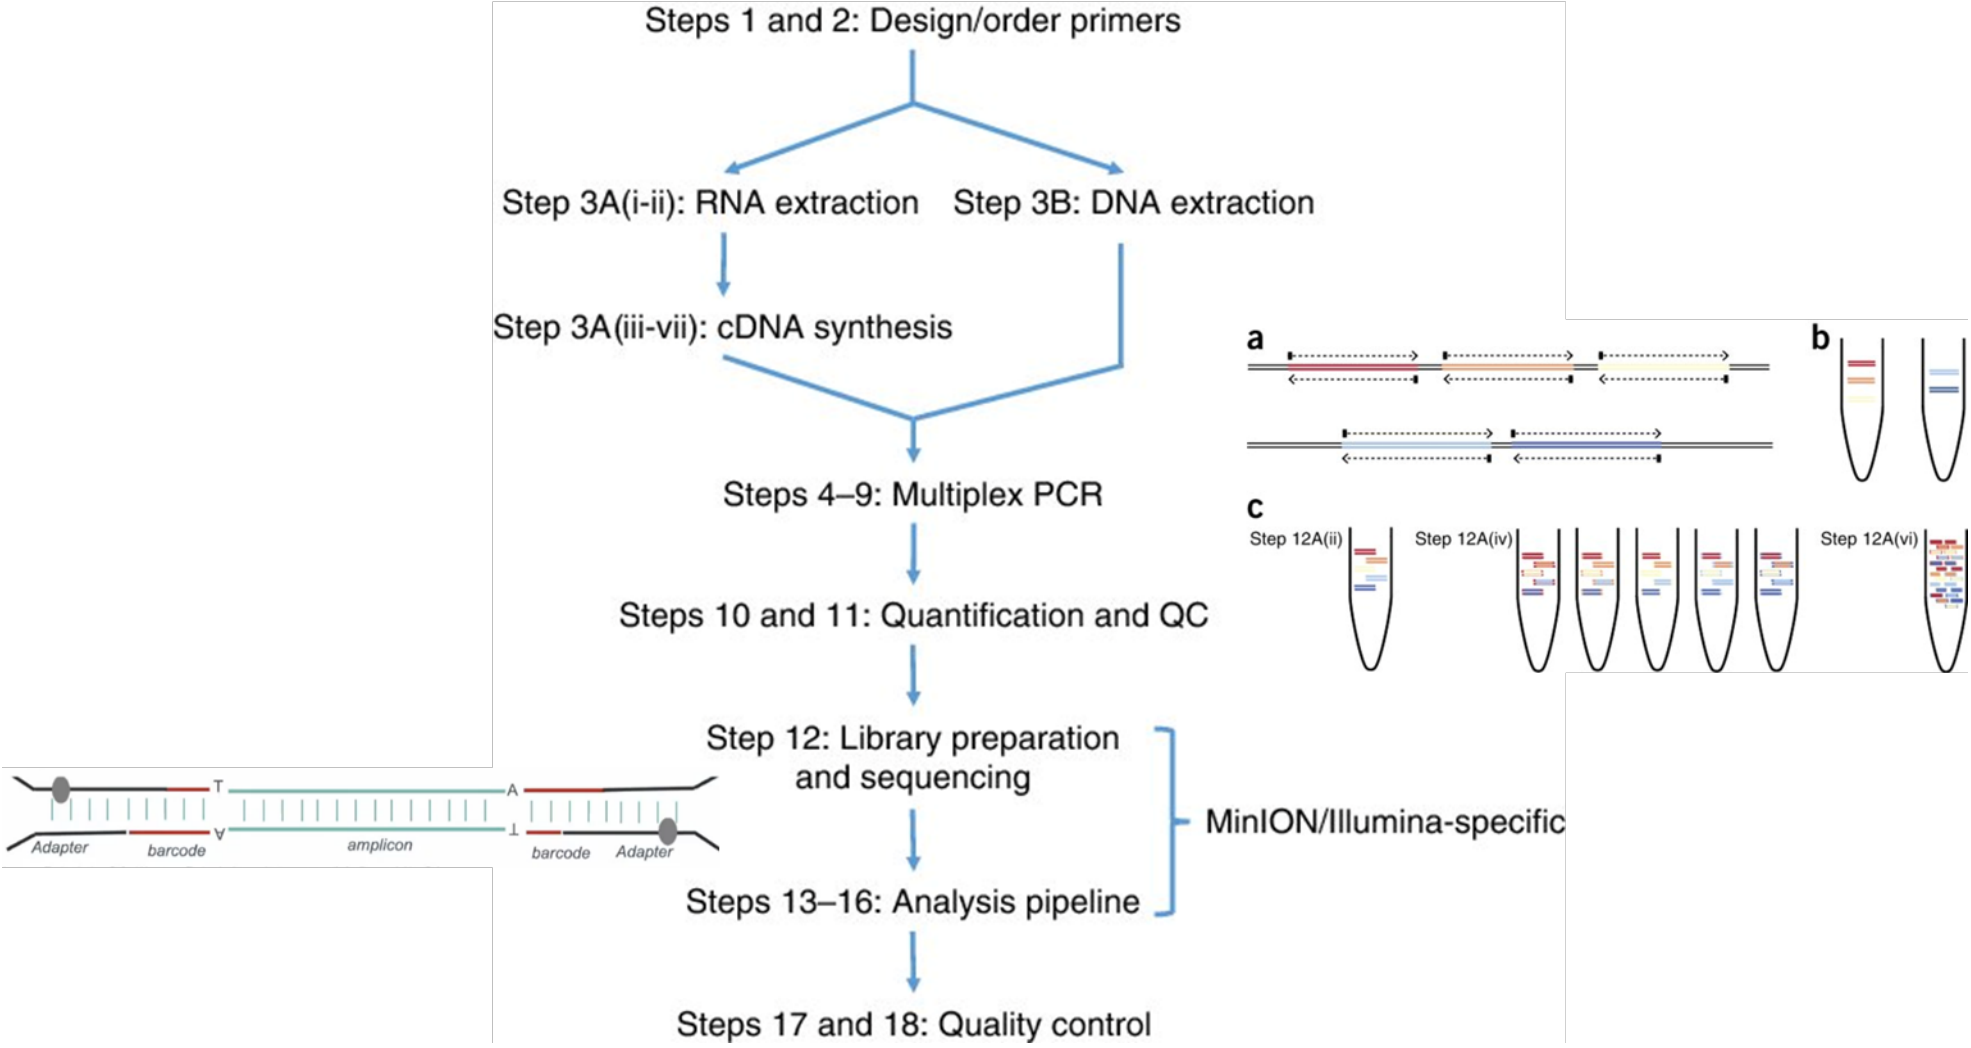 Steps 1 and 2: Design/order primers
Step 3A(i-ii): RNA extraction
Step 3B: DNA extraction
Step 3A(iii-vii): cDNA synthesis
Steps 4–9: Multiplex PCR
Steps 10 and 11: Quantification and QC
Step 12: Library preparation
and sequencing
MinION/Illumina-specific
Steps 13–16: Analysis pipeline
Steps 17 and 18: Quality control
a
b
c
Step 12A(ii)
Step 12A(iv)
Step 12A(vi)
T
A
A
T
Adapter
barcode
amplicon
barcode
Adapter